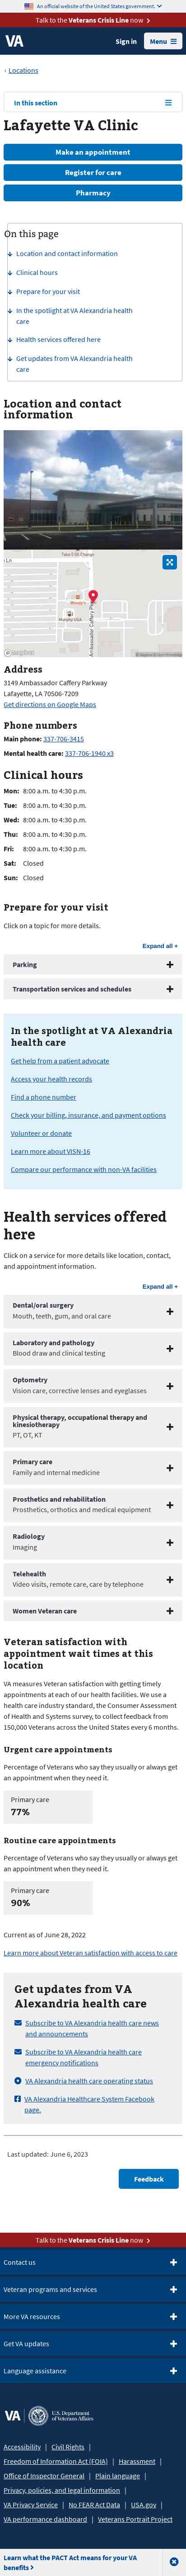 An official website of the United States government.
Talk to the Veterans Crisis Line now
VA
Sign in
Menu
Locations
In this section
Lafayette VA Clinic
Make an appointment
Register for care
Pharmacy
On this page
Location and contact information
Clinical hours
Prepare for your visit
In the spotlight at VA Alexandria health
care
Health services offered here
Get updates from VA Alexandria health
care
Location and contact
information
Murphy USA
Ambassador Caffery Pkwy
mapbox
Address
3149 Ambassador Caffery Parkway
Lafayette, LA 70506-7209
Get directions on Google Maps
Phone numbers
Main phone: 337-706-3415
Mental health care: 337-706-1940 x3
Clinical hours
Mon: 8:00 a.m. to 4:30 p.m.
Tue: 8:00 a.m. to 4:30 p.m.
Wed: 8:00 a.m. to 4:30 p.m.
Thu: 8:00 a.m. to 4:30 p.m.
Fri: 8:00 a.m. to 4:30 p.m.
Sat: Closed
Sun: Closed
Prepare for your visit
Click on a topic for more details.
Expand all +
Parking
Transportation services and schedules
In the spotlight at VA Alexandria
health care
Get help from a patient advocate
Access your health records
Find a phone number
Check your billing, insurance, and payment options
Volunteer or donate
Learn more about VISN-16
Compare our performance with non-VA facilities
Health services offered
here
Click on a service for more details like location, contact,
and appointment information.
Expand all +
Dental/oral surgery
Mouth, teeth, gum, and oral care
Laboratory and pathology
Blood draw and clinical testing
Optometry
Vision care, corrective lenses and eyeglasses
Physical therapy, occupational therapy and
kinesiotherapy
PT, OT, KT
Primary care
Family and internal medicine
Prosthetics and rehabilitation
Prosthetics, orthotics and medical equipment
Radiology
Imaging
Telehealth
Video visits, remote care, care by telephone
Women Veteran care
Veteran satisfaction with
appointment wait times at this
location
VA measures Veteran satisfaction with getting timely
appointments at each of our health facilities. We use a
health industry standard, the Consumer Assessment
of Health and Systems survey, to collect feedback from
150,000 Veterans across the United States every 6 months.
Urgent care appointments
Percentage of Veterans who say they usually or always get
an appointment when they need it.
Primary care
77%
Routine care appointments
Percentage of Veterans who say they usually or always get
an appointment when they need it.
Primary care
90%
Current as of June 28, 2022
Learn more about Veteran satisfaction with access to care
Get updates from VA
Alexandria health care
Subscribe to VA Alexandria health care news
and announcements
Subscribe to VA Alexandria health care
emergency notifications
VA Alexandria health care operating status
VA Alexandria Healthcare System Facebook
page.
Last updated: June 6, 2023
Feedback
Talk to the Veterans Crisis Line now
Contact us
Veteran programs and services
More VA resources
Get VA updates
Language assistance
VA U.S. Department
of Veterans Affairs
Accessibility | Civil Rights |
Freedom of Information Act (FOIA) | Harassment |
Office of Inspector General | Plain language |
Privacy, policies, and legal information |
VA Privacy Service | No FEAR Act Data | USA.gov |
VA performance dashboard | Veterans Portrait Project
Learn what the PACT Act means for your VA
benefits